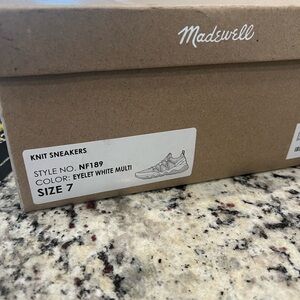 Madewell
KNIT SNEAKERS
STYLE NO. NF189
COLOR: EYELET WHITE MULTI
SIZE 7